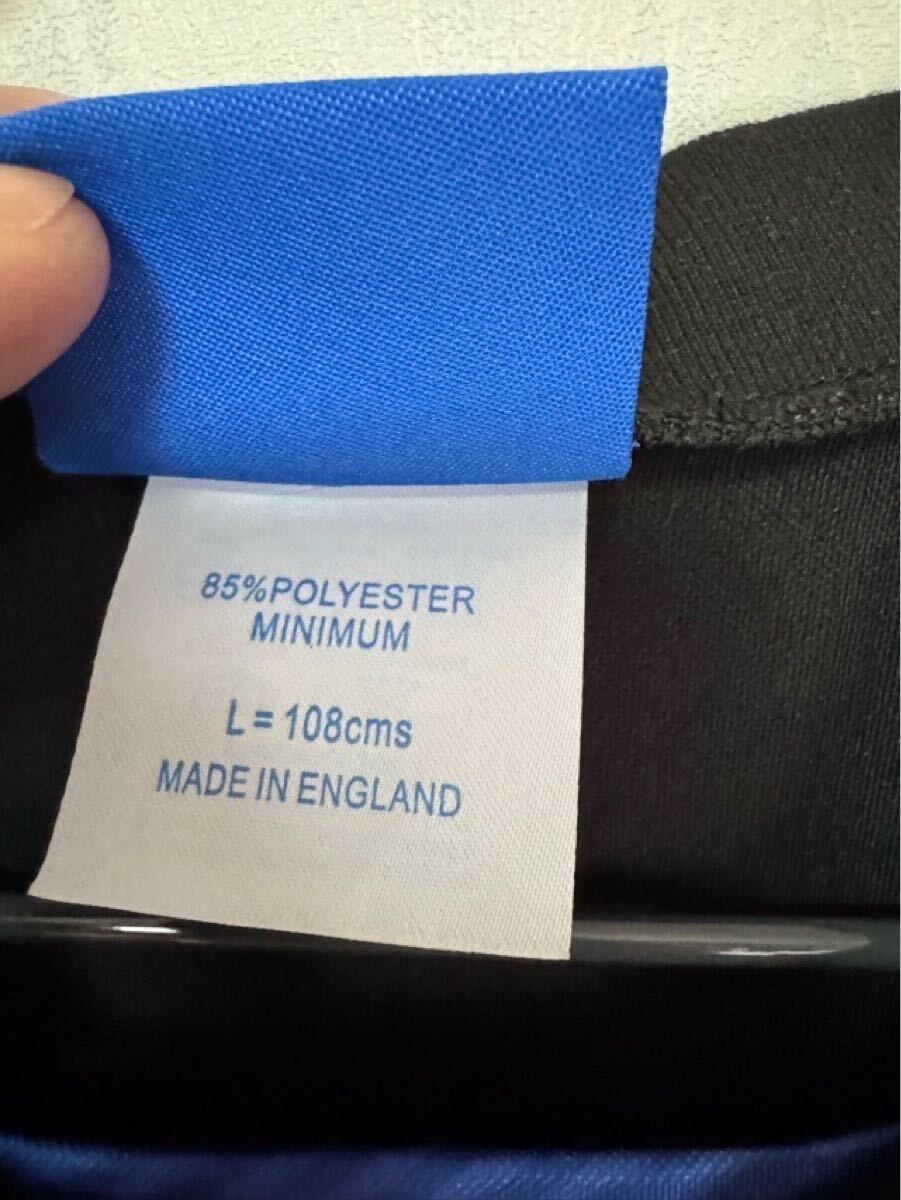 85%POLYESTER
MINIMUM
L = 108cms
MADE IN ENGLAND